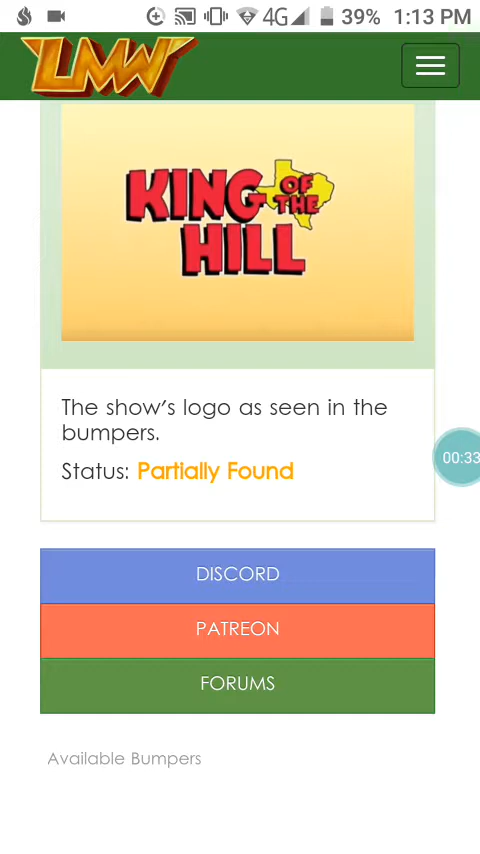 4G 39% 1:13 PM
LMW
KING OF THE HILL
The show's logo as seen in the
bumpers.
Status: Partially Found
00:33
DISCORD
PATREON
FORUMS
Available Bumpers